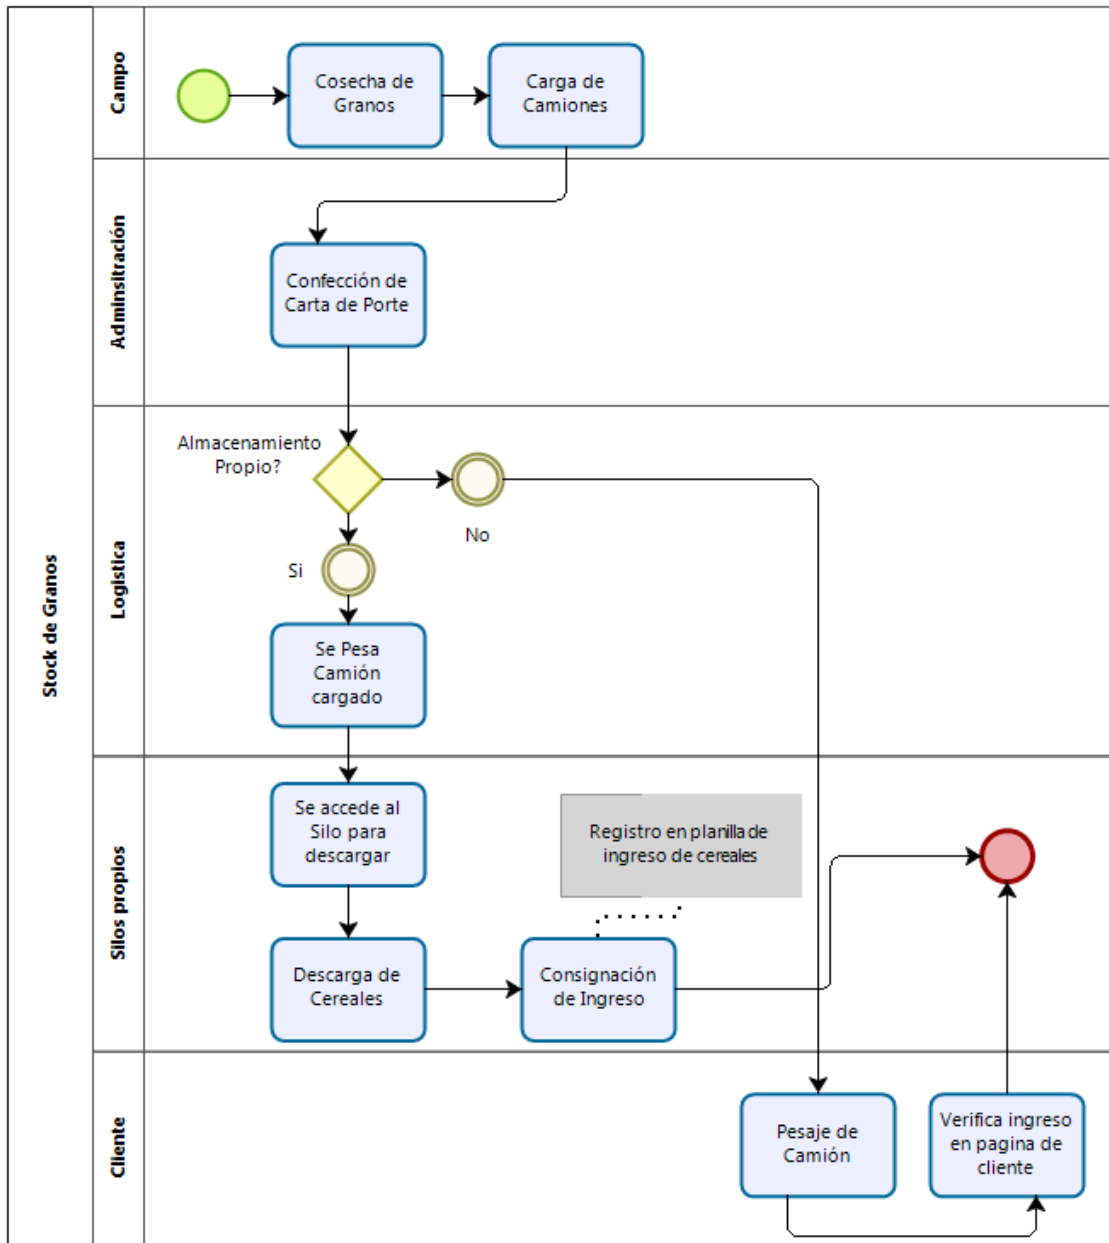 Stock de Granos
Campo
Cosecha de
Granos
Carga de
Camiones
Adminsitración
Confección de
Carta de Porte
Logistica
Almacenamiento
Propio?
No
Si
Se Pesa
Camión
cargado
Silos propios
Se accede al
Silo para
descargar
Registro en planilla de
ingreso de cereales
Descarga de
Cereales
Consignación
de Ingreso
Cliente
Pesaje de
Camión
Verifica ingreso
en pagina de
cliente